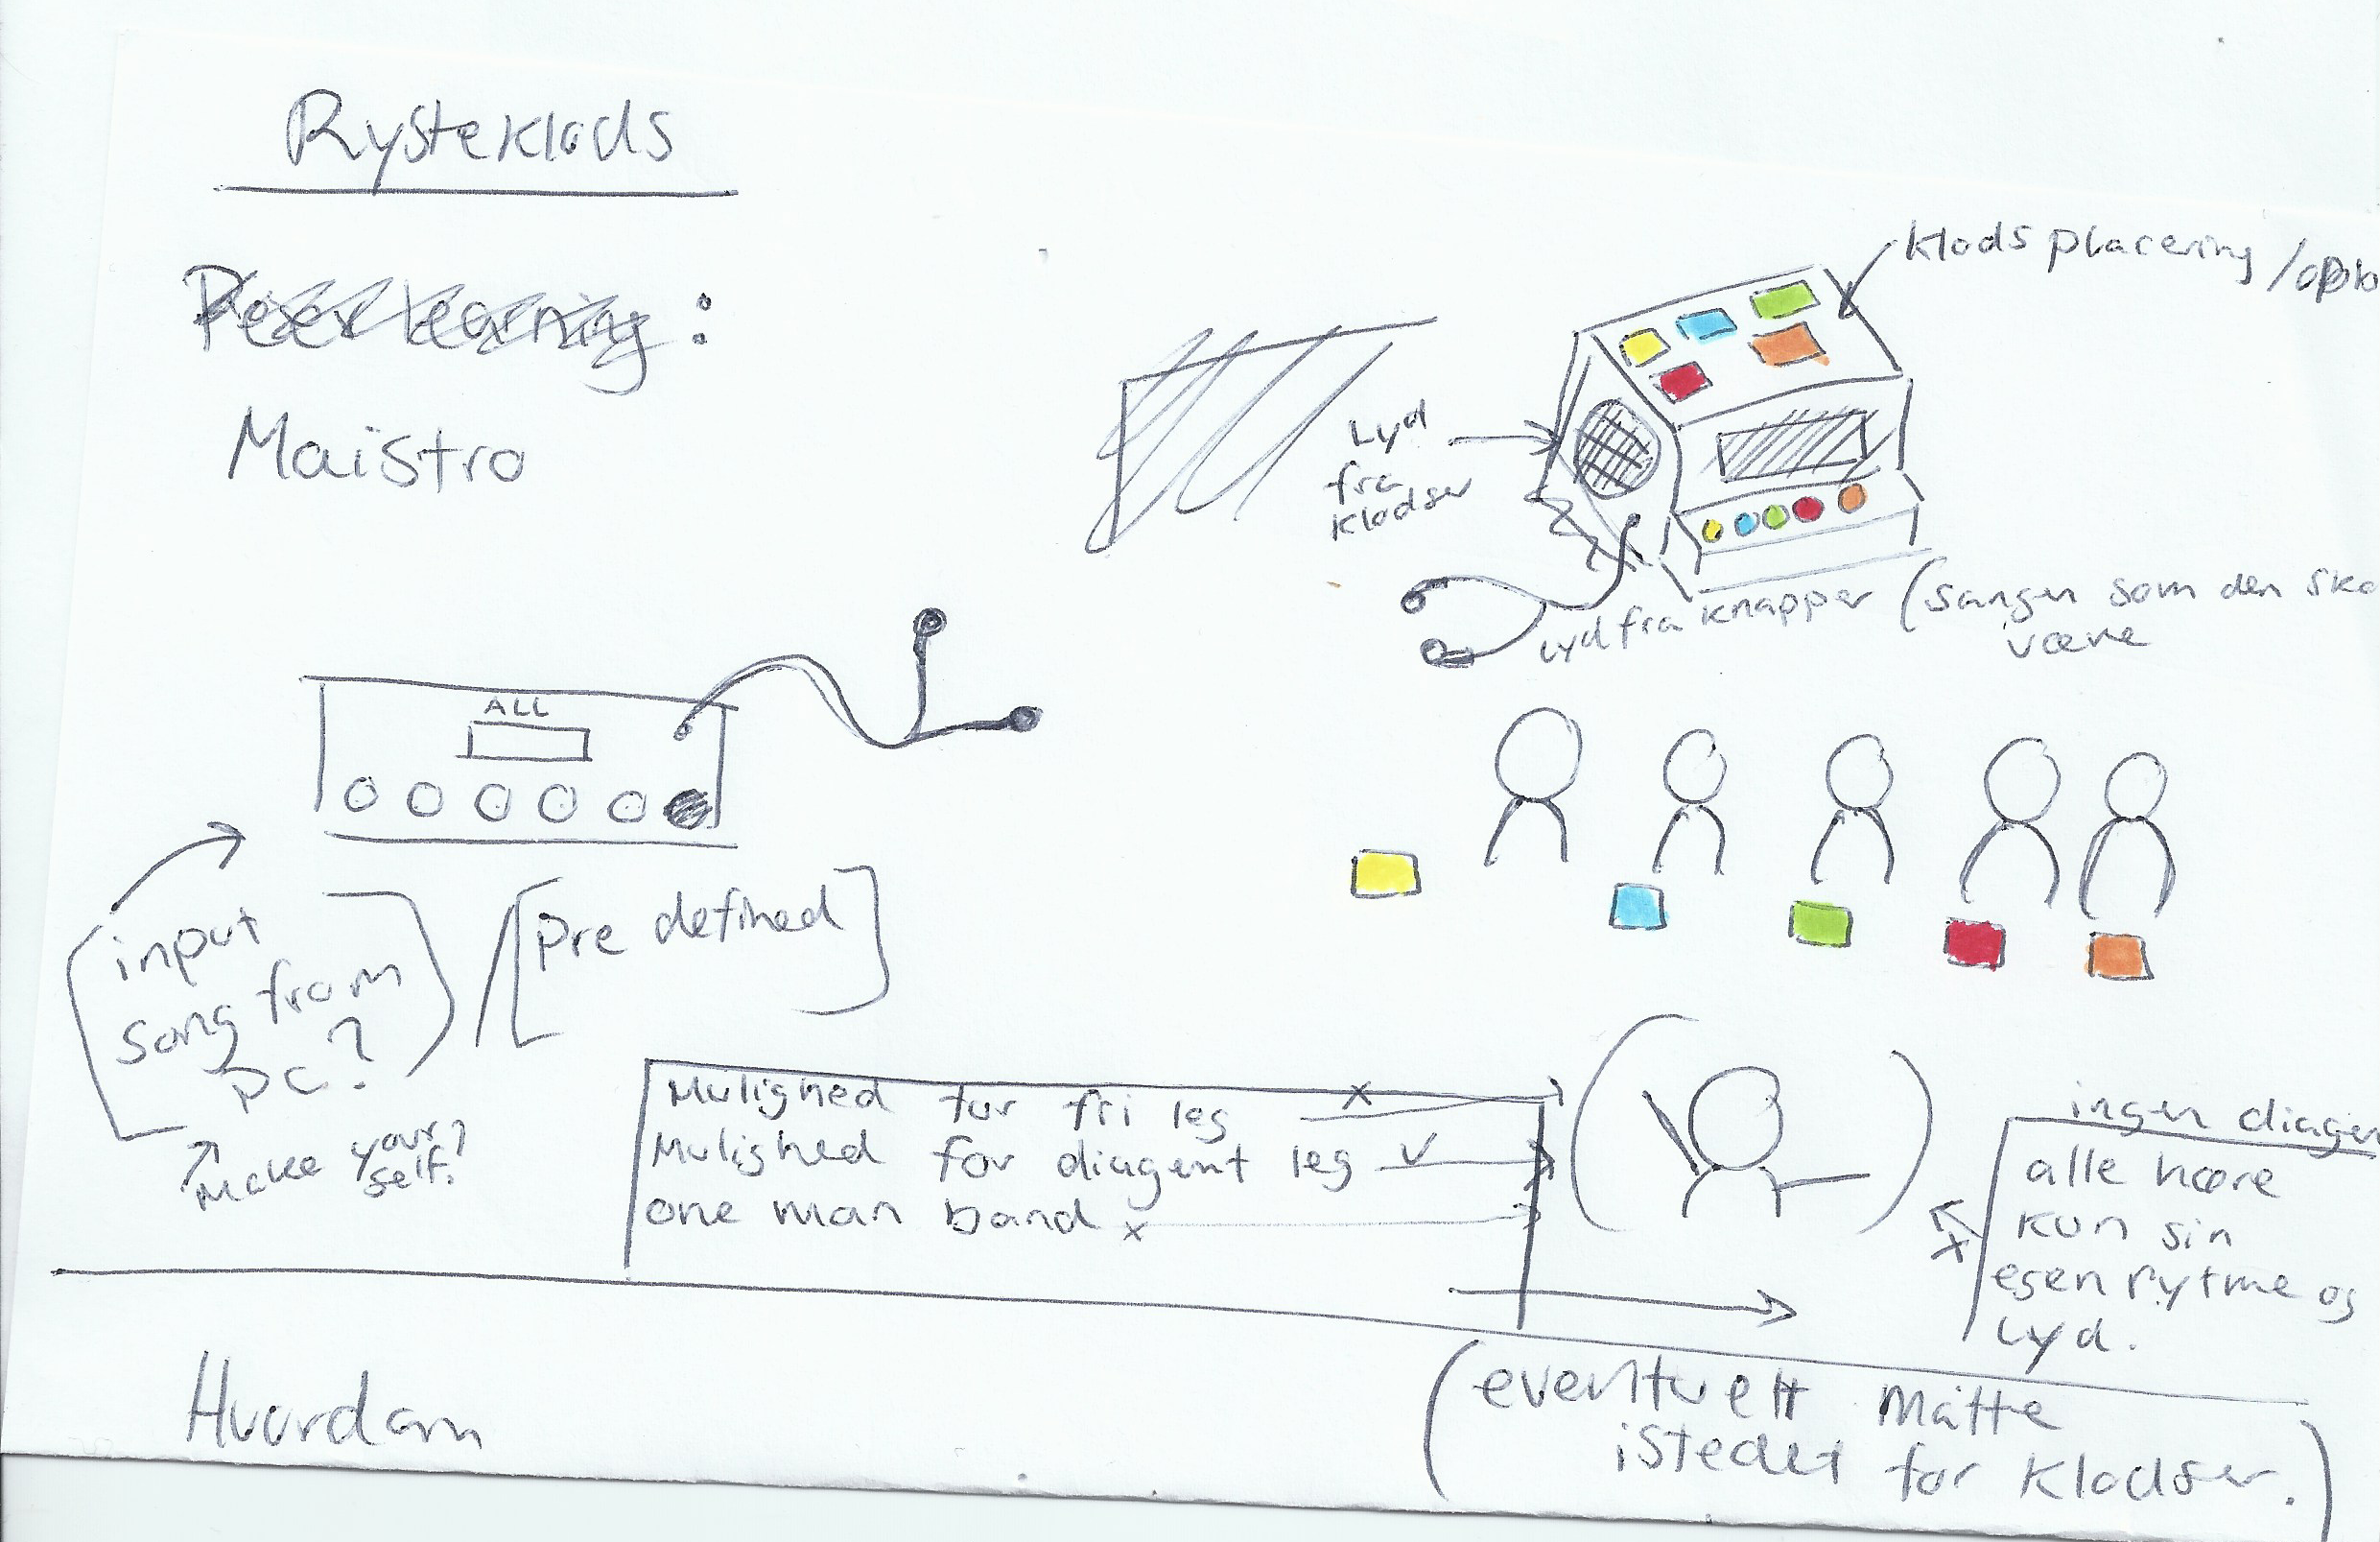 Rysteklods
Peer learning:
Maistro
Klods placering /oppb
Lyd
fra
klodser
Lyd fra knapper (sangen som den ska
være
ALL
input
song from
pc?
[Pre defined]
make your
self?
Mulighed for fri leg x
Mulighed for diagent leg v
one man band x
ingen diagen
alle høre
kun sin
egen rytme og
Lyd.
x
Hvordan
(eventuelt måtte
istedet for klodser.)